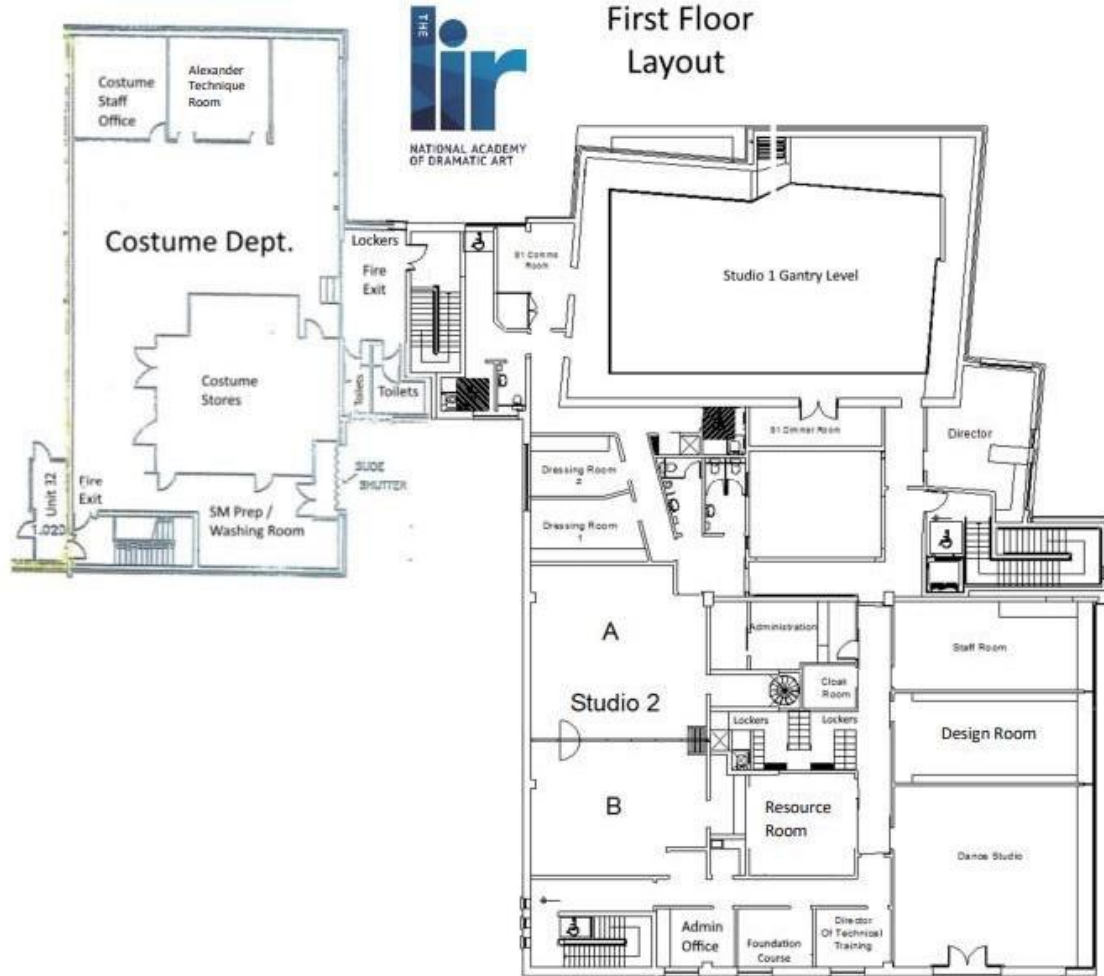 First Floor
Layout
THE
lir
NATIONAL ACADEMY
OF DRAMATIC ART
Costume
Staff
Office
Alexander
Technique
Room
Costume Dept.
Lockers
Fire
Exit
S1 Comms
Room
Studio 1 Gantry Level
Costume
Stores
Toilets
Toilets
S1 Dimmer Room
Director
Dressing Room
2
Dressing Room
1
SLIDE
SHUTTER
Unit 32
Fire
Exit
SM Prep /
Washing Room
A
Studio 2
B
Administration
Cloak
Room
Staff Room
Lockers
Lockers
Design Room
Resource
Room
Dance Studio
Admin
Office
Foundation
Course
Director
Of Technical
Training